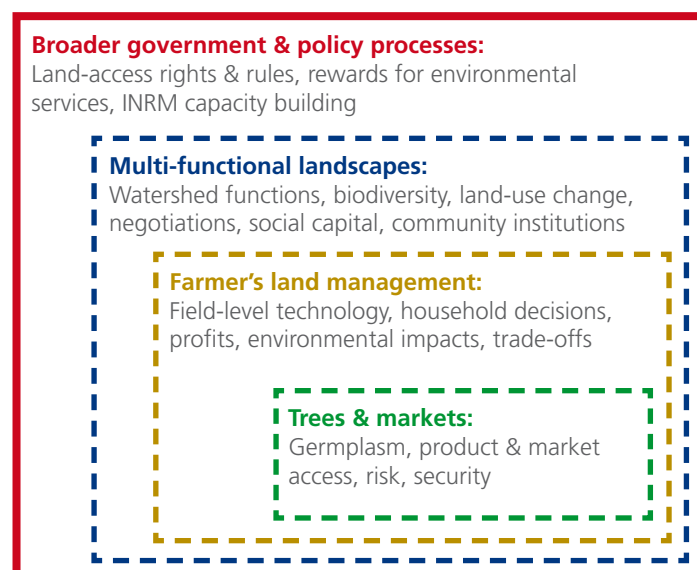 Broader government & policy processes:
Land-access rights & rules, rewards for environmental
services, INRM capacity building
Multi-functional landscapes:
Watershed functions, biodiversity, land-use change,
negotiations, social capital, community institutions
Farmer’s land management:
Field-level technology, household decisions,
profits, environmental impacts, trade-offs
Trees & markets:
Germplasm, product & market
access, risk, security